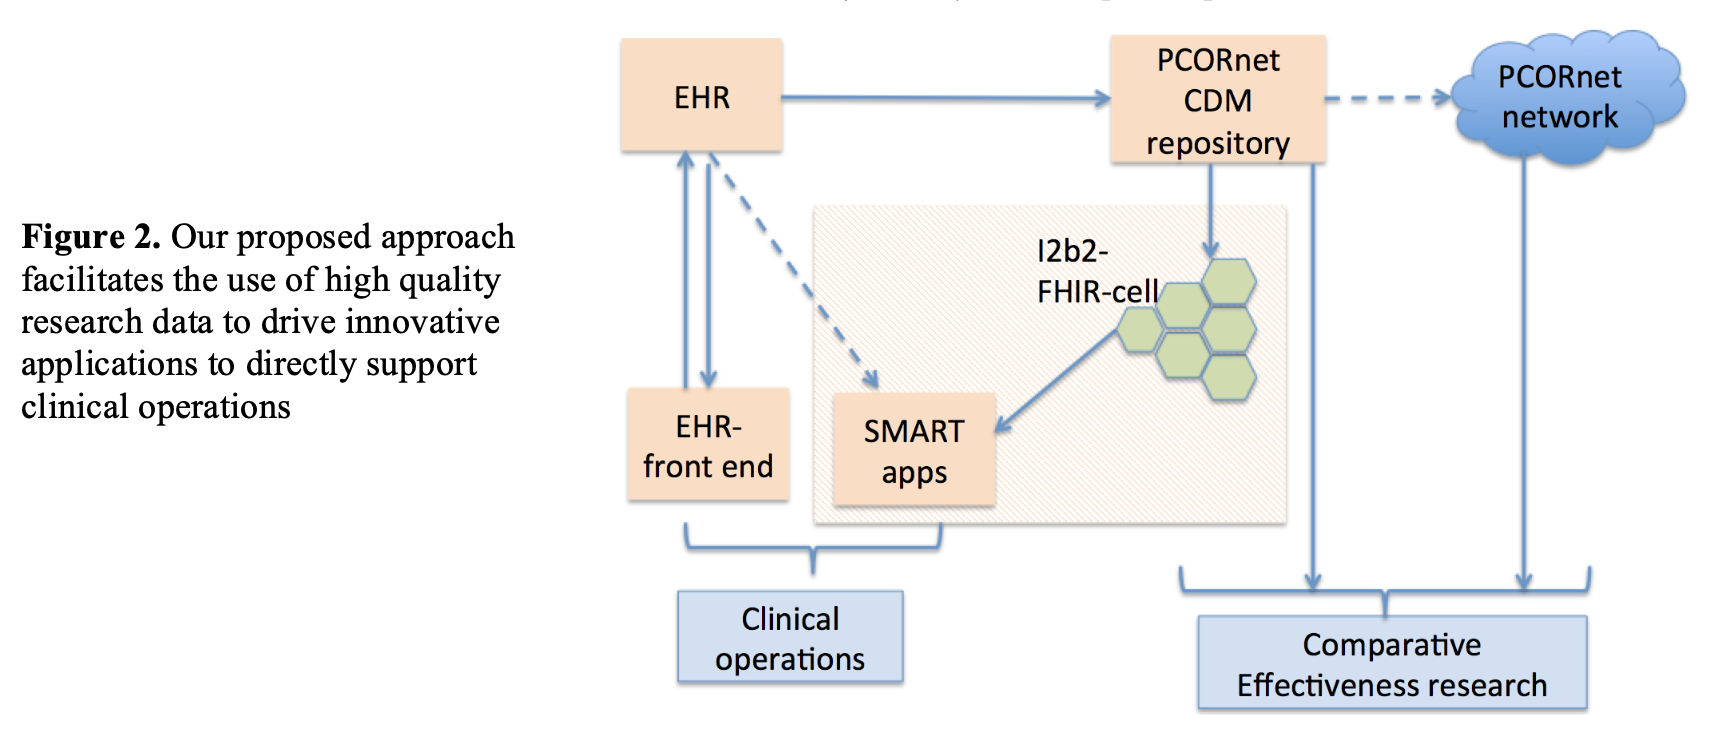 Figure 2. Our proposed approach
facilitates the use of high quality
research data to drive innovative
applications to directly support
clinical operations
EHR
PCORnet
CDM
repository
PCORnet
network
I2b2-
FHIR-cell
EHR-
front end
SMART
apps
Clinical
operations
Comparative
Effectiveness research